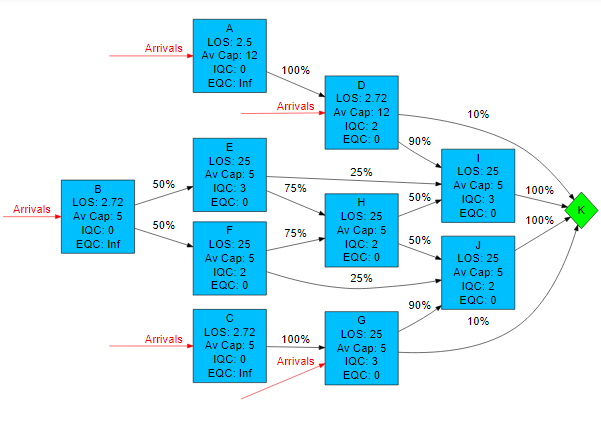 A
LOS: 2.5
Av Cap: 12
IQC: 0
EQC: Inf
Arrivals
100%
D
LOS: 2.72
Av Cap: 12
IQC: 2
EQC: 0
Arrivals
10%
90%
E
LOS: 25
Av Cap: 5
IQC: 3
EQC: 0
25%
75%
I
LOS: 25
Av Cap: 5
IQC: 3
EQC: 0
100%
B
LOS: 2.72
Av Cap: 5
IQC: 0
EQC: Inf
Arrivals
50%
50%
H
LOS: 25
Av Cap: 5
IQC: 2
EQC: 0
50%
50%
K
F
LOS: 25
Av Cap: 5
IQC: 2
EQC: 0
75%
25%
J
LOS: 25
Av Cap: 5
IQC: 2
EQC: 0
100%
C
LOS: 2.72
Av Cap: 5
IQC: 0
EQC: Inf
Arrivals
100%
G
LOS: 25
Av Cap: 5
IQC: 3
EQC: 0
Arrivals
90%
10%